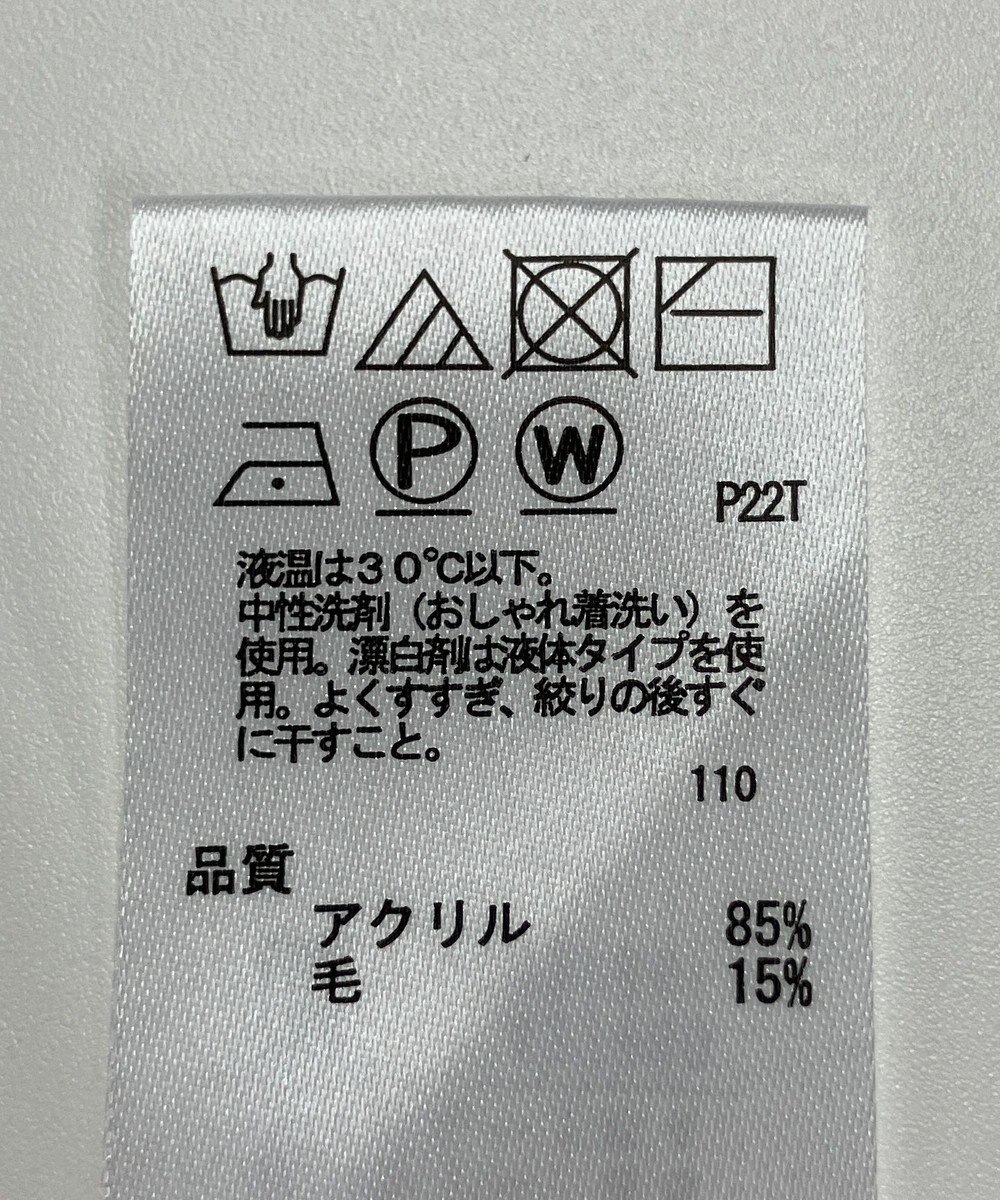 P W
P22T
液温は30℃以下。
中性洗剤（おしゃれ着洗い）を
使用。漂白剤は液体タイプを使
用。よくすすぎ、絞りの後すぐ
に干すこと。
110
品質
アクリル 85%
毛 15%